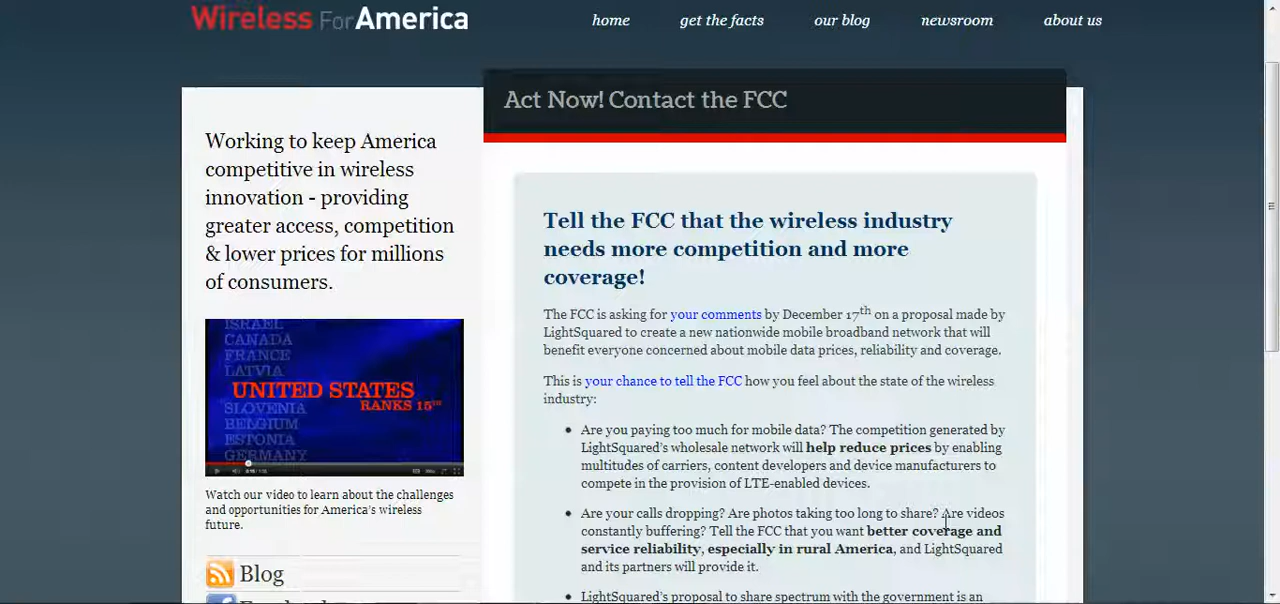 Wireless For America
home get the facts our blog newsroom about us
Act Now! Contact the FCC
Working to keep America
competitive in wireless
innovation - providing
greater access, competition
& lower prices for millions
of consumers.
ISRAEL
CANADA
FRANCE
LATVIA
UNITED STATES
RANKS 15TH
SLOVENIA
BELGIUM
ESTONIA
GERMANY
Watch our video to learn about the challenges
and opportunities for America's wireless
future.
Blog
Tell the FCC that the wireless industry
needs more competition and more
coverage!
The FCC is asking for your comments by December 17th on a proposal made by
LightSquared to create a new nationwide mobile broadband network that will
benefit everyone concerned about mobile data prices, reliability and coverage.
This is your chance to tell the FCC how you feel about the state of the wireless
industry:
Are you paying too much for mobile data? The competition generated by
LightSquared's wholesale network will help reduce prices by enabling
multitudes of carriers, content developers and device manufacturers to
compete in the provision of LTE-enabled devices.
Are your calls dropping? Are photos taking too long to share? Are videos
constantly buffering? Tell the FCC that you want better coverage and
service reliability, especially in rural America, and LightSquared
and its partners will provide it.
LightSquared's proposal to share spectrum with the government is an